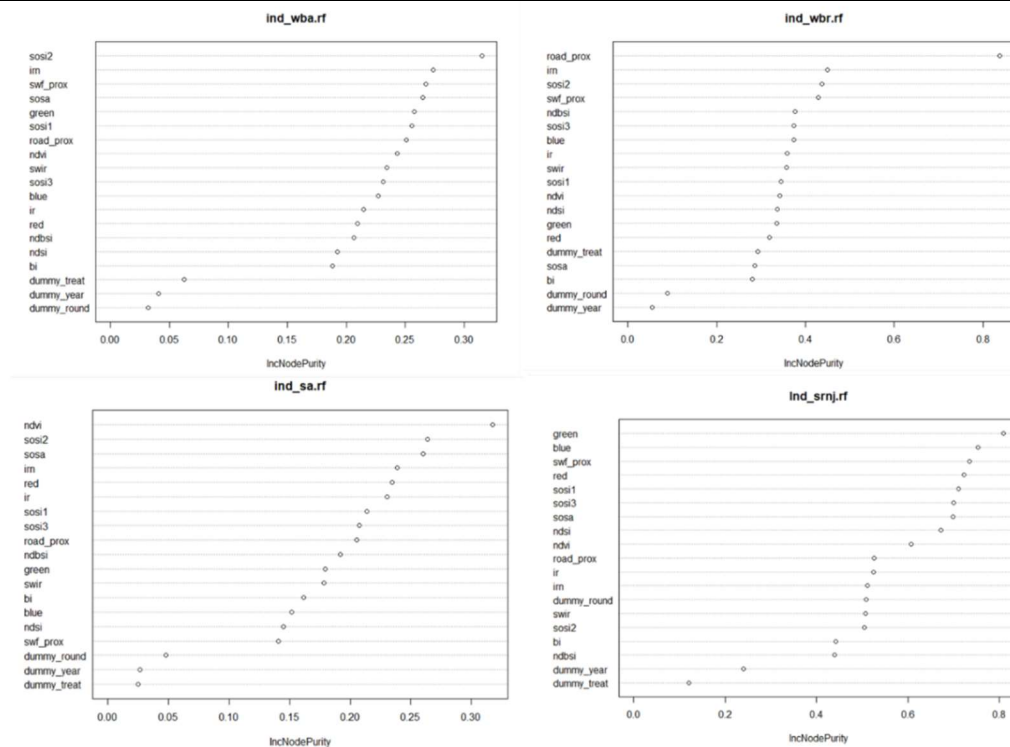 ind_wba.rf
sosi2
irn
swf_prox
sosa
green
sosi1
road_prox
ndvi
swir
sosi3
blue
ir
red
ndbsi
ndsi
bi
dummy_treat
dummy_year
dummy_round
0.00 0.05 0.10 0.15 0.20 0.25 0.30
IncNodePurity
ind_wbr.rf
road_prox
irn
sosi2
swf_prox
ndbsi
sosi3
blue
ir
swir
sosi1
ndvi
ndsi
green
red
dummy_treat
sosa
bi
dummy_round
dummy_year
0.0 0.2 0.4 0.6 0.8
IncNodePurity
ind_sa.rf
ndvi
sosi2
sosa
irn
red
ir
sosi1
sosi3
road_prox
ndbsi
green
swir
bi
blue
ndsi
swf_prox
dummy_round
dummy_year
dummy_treat
0.00 0.05 0.10 0.15 0.20 0.25 0.30
IncNodePurity
Ind_srnj.rf
green
blue
swf_prox
red
sosi1
sosi3
sosa
ndsi
ndvi
road_prox
ir
irn
dummy_round
swir
sosi2
bi
ndbsi
dummy_year
dummy_treat
0.0 0.2 0.4 0.6 0.8
IncNodePurity